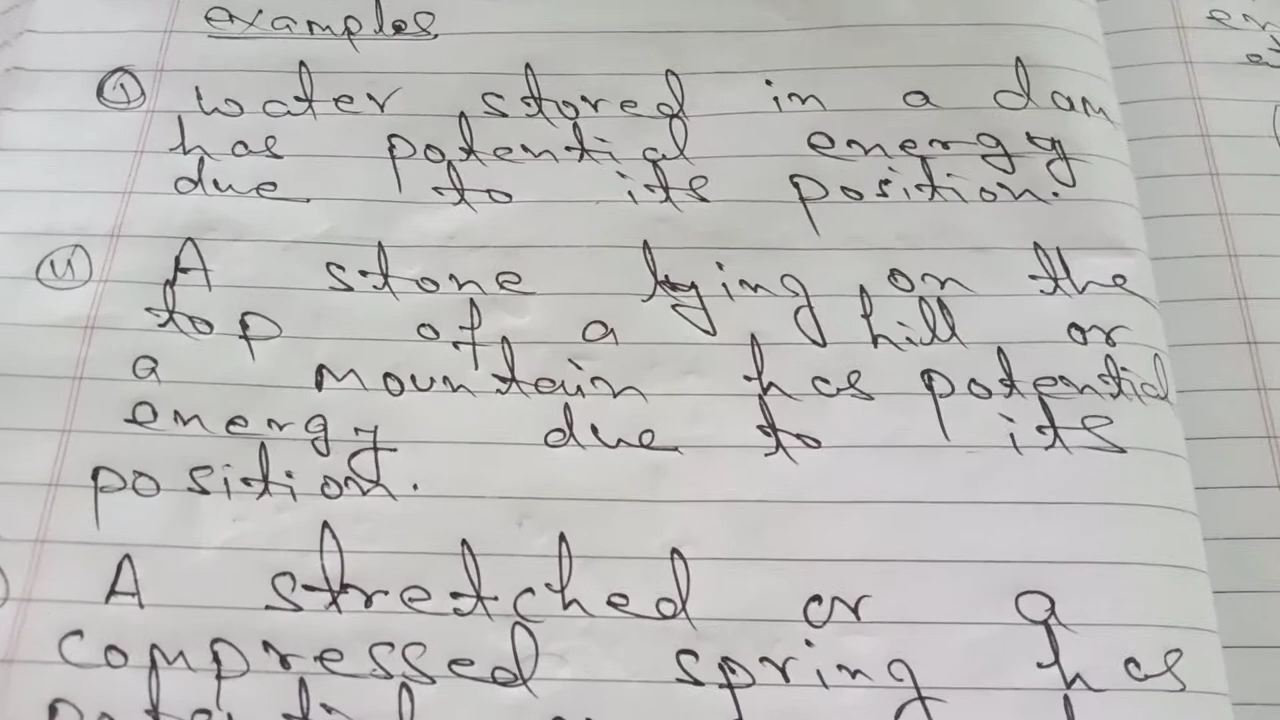 examples
① water stored in a dam
has potential energy
due to its position.
(ii) A stone lying on the
top of a hill or
a mountain has potential
energy due to its
position.
A stretched or a
compressed spring has